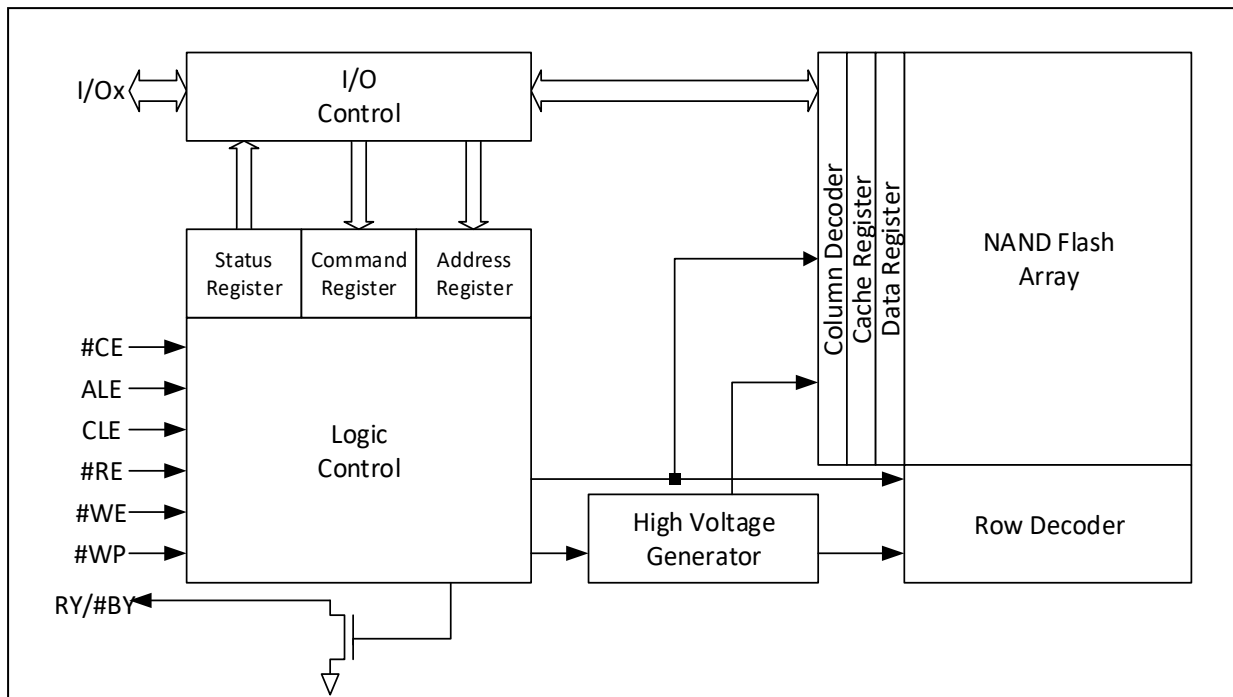 I/Ox
I/O
Control
Status
Register
Command
Register
Address
Register
#CE
ALE
CLE
#RE
#WE
#WP
RY/#BY
Logic
Control
High Voltage
Generator
Column Decoder
Cache Register
Data Register
NAND Flash
Array
Row Decoder